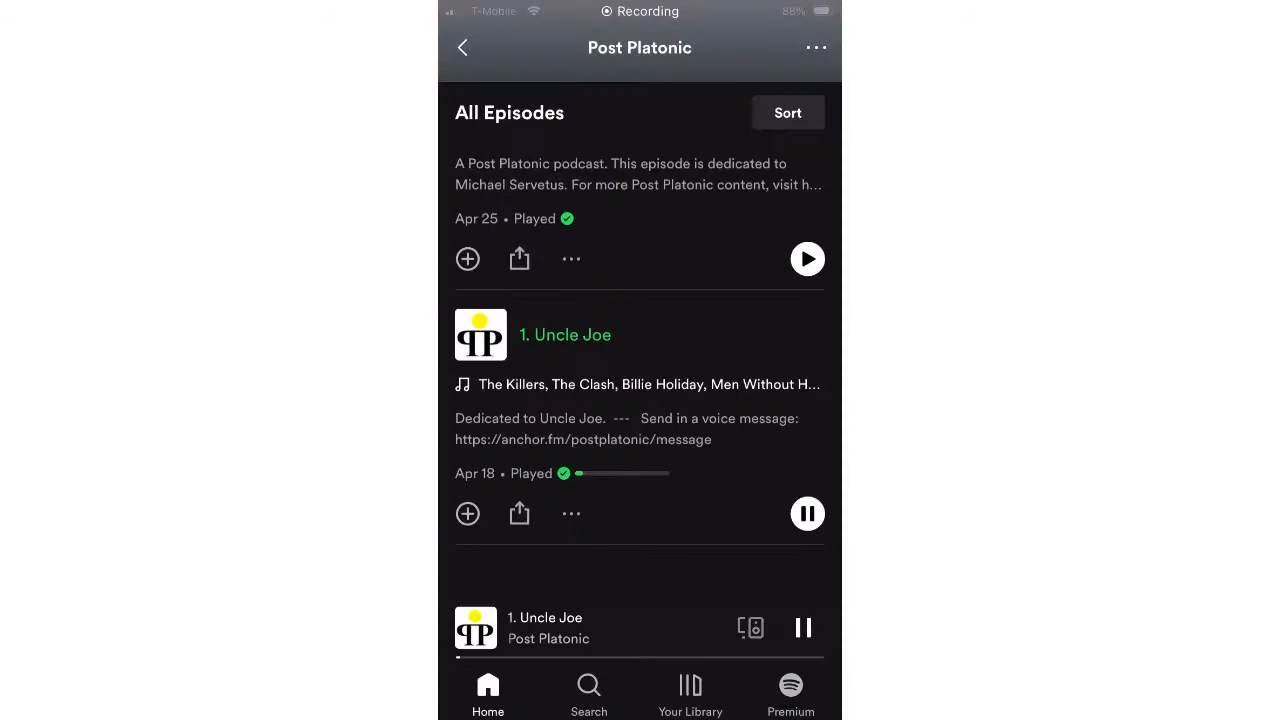 T-Mobile Recording 88%
Post Platonic
All Episodes Sort
A Post Platonic podcast. This episode is dedicated to
Michael Servetus. For more Post Platonic content, visit h...
Apr 25 • Played
PP 1. Uncle Joe
The Killers, The Clash, Billie Holiday, Men Without H...
Dedicated to Uncle Joe. --- Send in a voice message:
https://anchor.fm/postplatonic/message
Apr 18 • Played
PP 1. Uncle Joe
Post Platonic
Home Search Your Library Premium